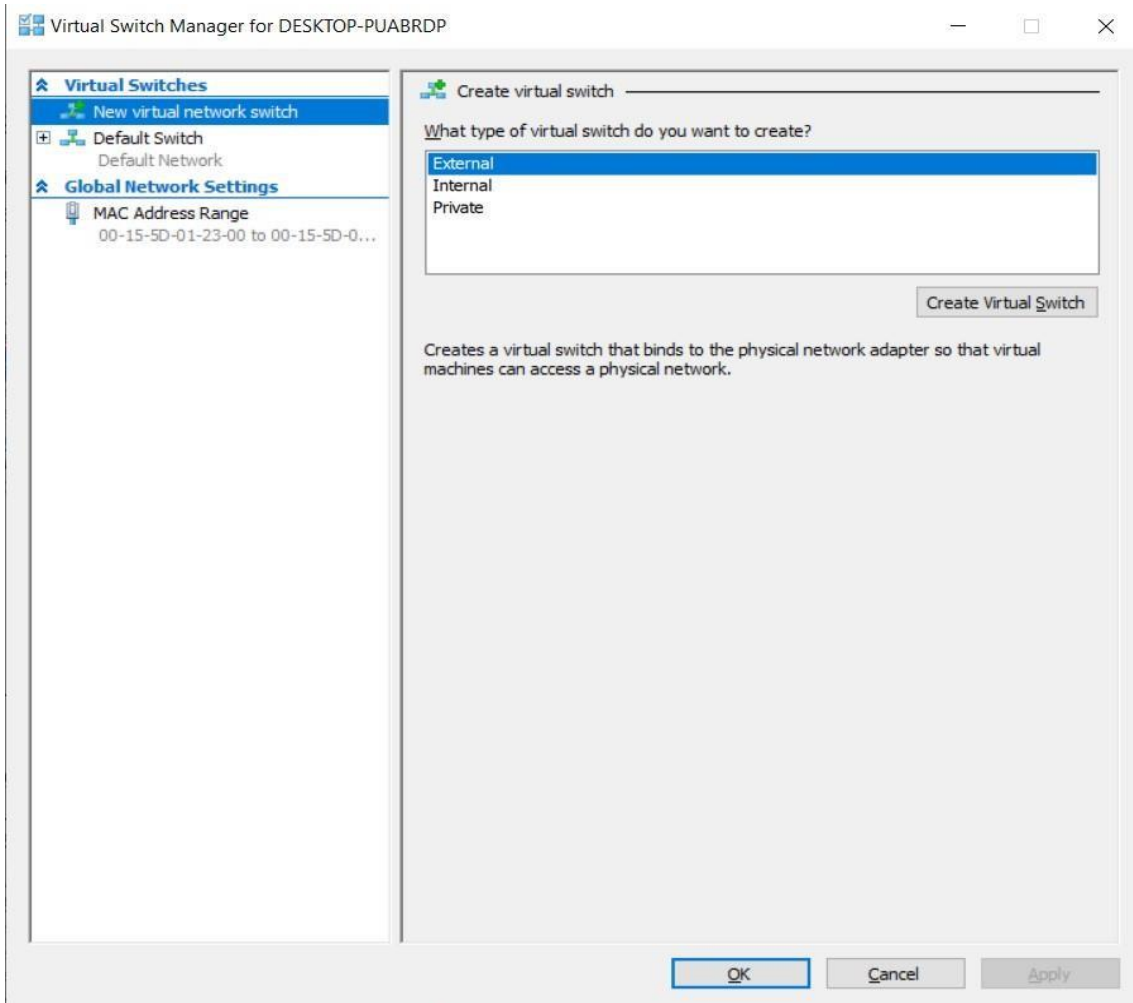 Virtual Switch Manager for DESKTOP-PUABRDP
Virtual Switches
New virtual network switch
Default Switch
Default Network
Global Network Settings
MAC Address Range
00-15-5D-01-23-00 to 00-15-5D-0...
Create virtual switch
What type of virtual switch do you want to create?
External
Internal
Private
Create Virtual Switch
Creates a virtual switch that binds to the physical network adapter so that virtual
machines can access a physical network.
OK
Cancel
Apply